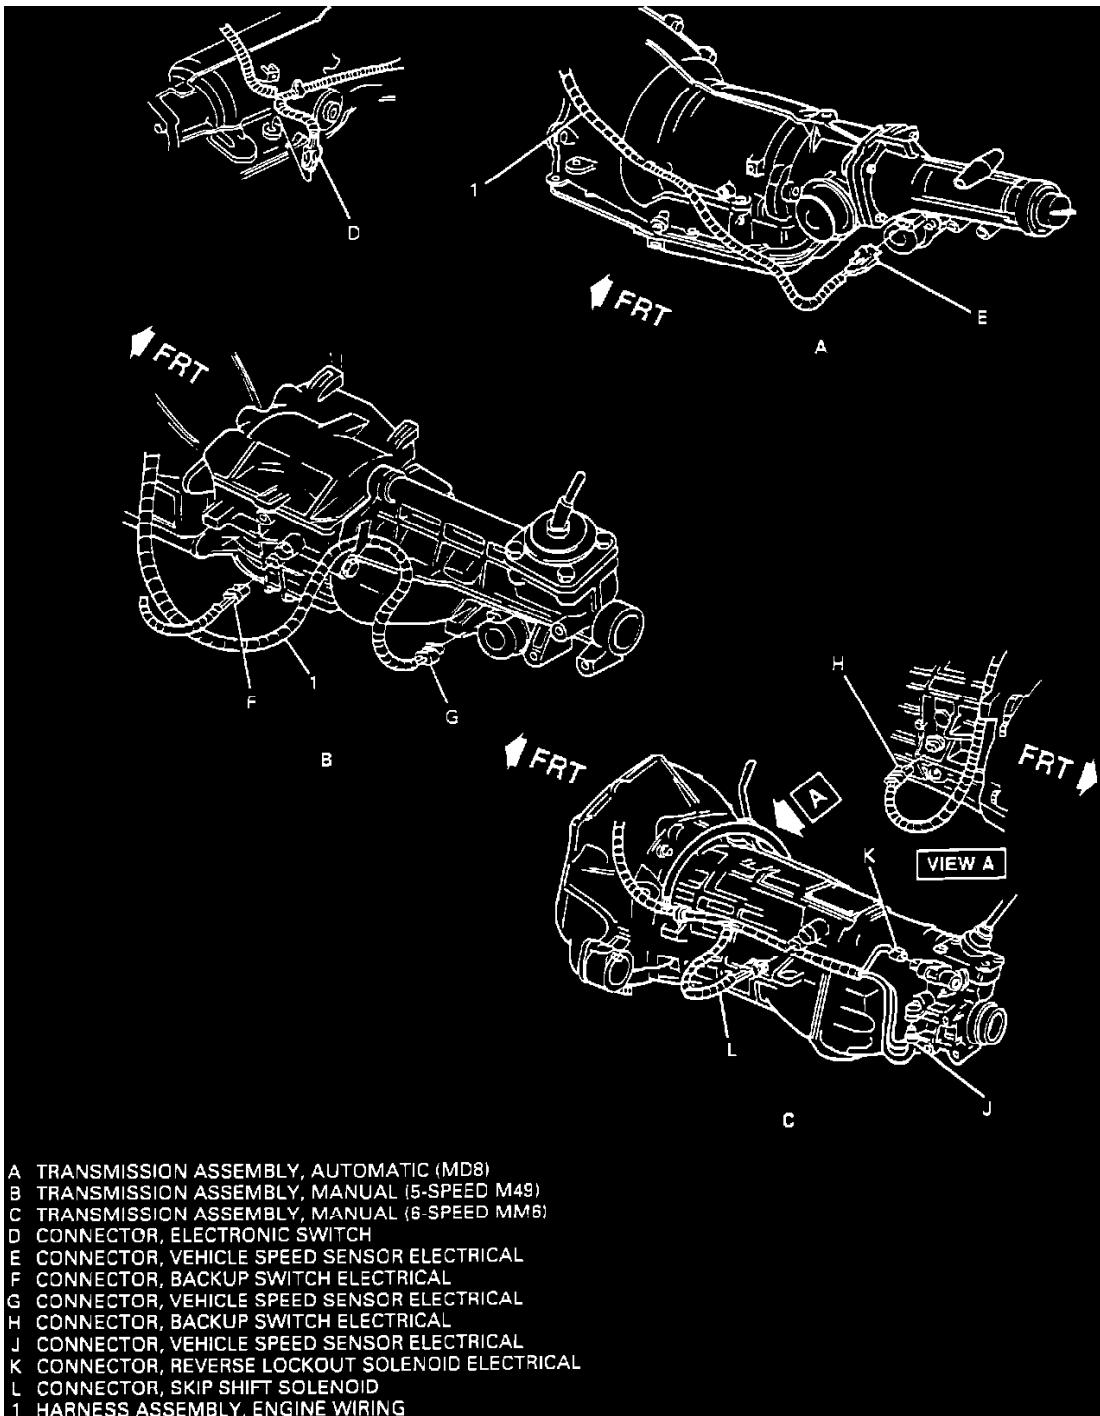 D
1
E
FRT
A
FRT
F
1
G
B
H
FRT
FRT
A
VIEW A
K
L
J
C
A TRANSMISSION ASSEMBLY, AUTOMATIC (MD8)
B TRANSMISSION ASSEMBLY, MANUAL (5-SPEED M49)
C TRANSMISSION ASSEMBLY, MANUAL (6-SPEED MM6)
D CONNECTOR, ELECTRONIC SWITCH
E CONNECTOR, VEHICLE SPEED SENSOR ELECTRICAL
F CONNECTOR, BACKUP SWITCH ELECTRICAL
G CONNECTOR, VEHICLE SPEED SENSOR ELECTRICAL
H CONNECTOR, BACKUP SWITCH ELECTRICAL
J CONNECTOR, VEHICLE SPEED SENSOR ELECTRICAL
K CONNECTOR, REVERSE LOCKOUT SOLENOID ELECTRICAL
L CONNECTOR, SKIP SHIFT SOLENOID
1 HARNESS ASSEMBLY, ENGINE WIRING